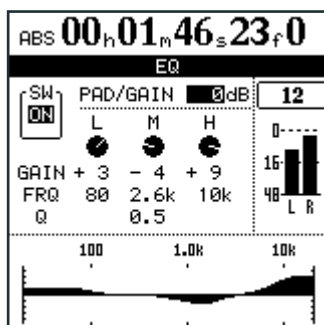 ABS 00h01m46s23f0
EQ
SW PAD/GAIN 0dB 12
ON L M H
0
GAIN + 3 - 4 + 9 16
FRQ 80 2.6k 10k
Q 0.5 48
L R
100 1.0k 10k